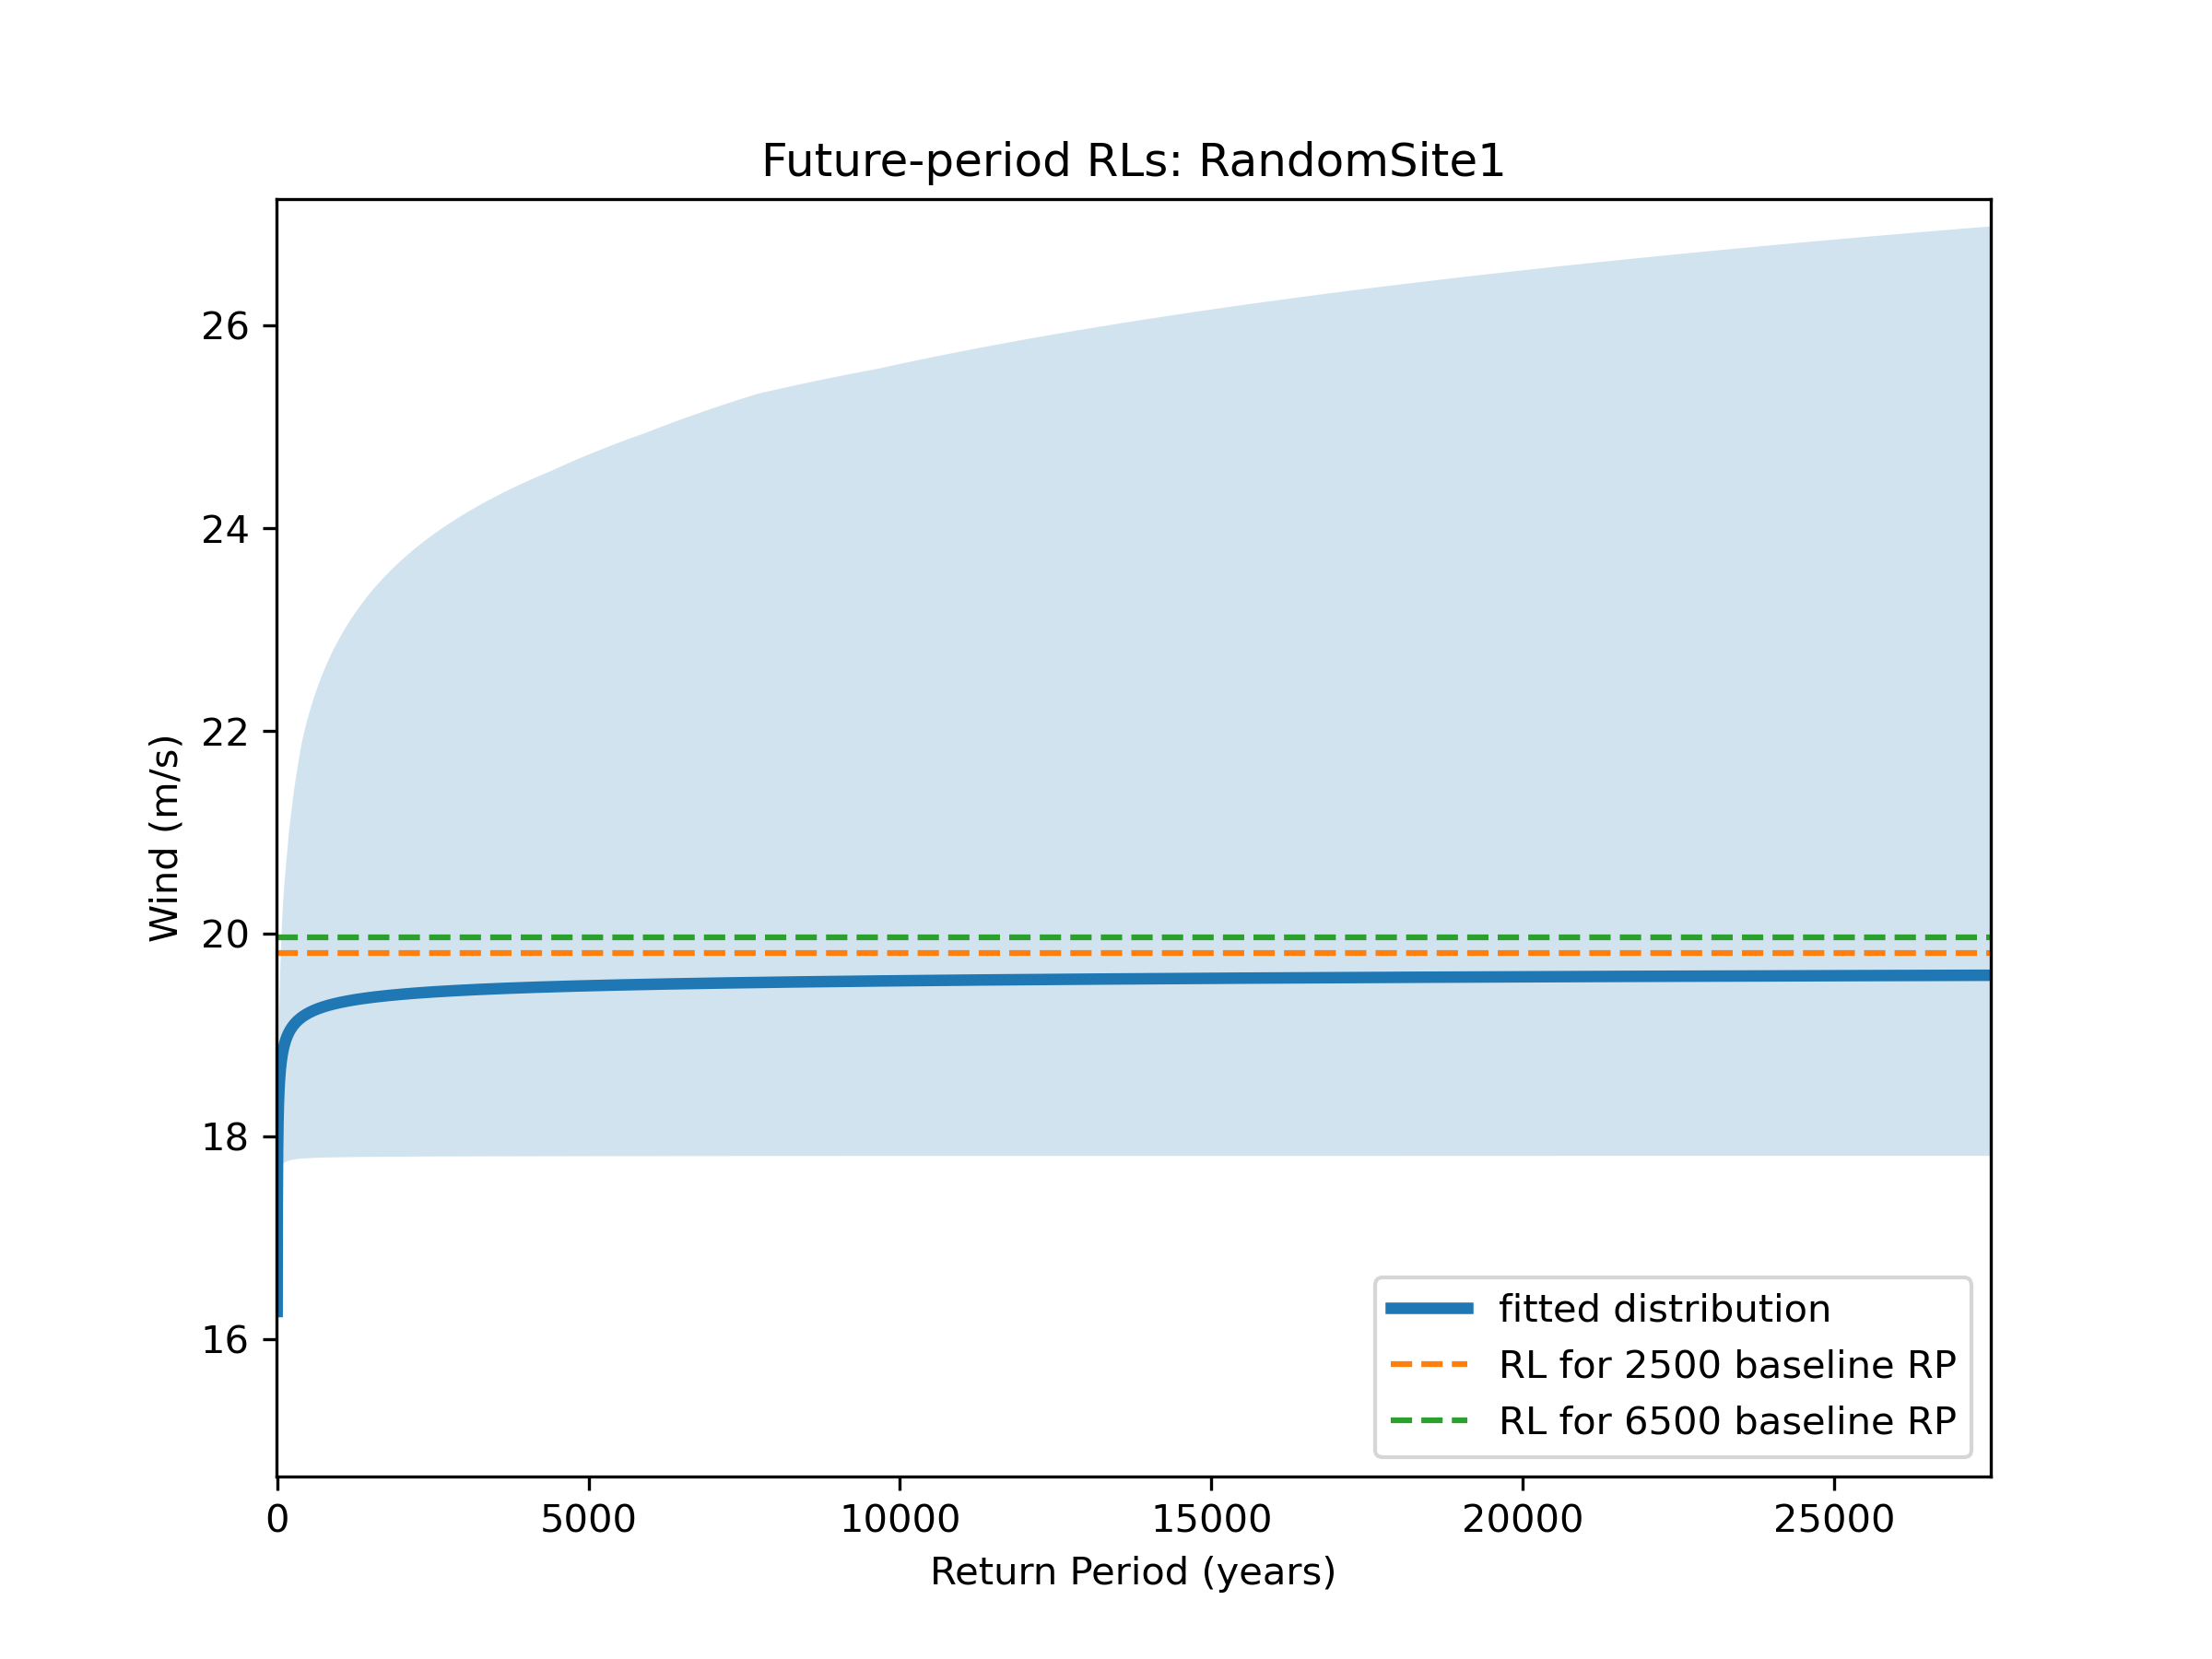 Future-period RLs: RandomSite1
Wind (m/s)
26
24
22
20
18
16
0 5000 10000 15000 20000 25000
Return Period (years)
fitted distribution
RL for 2500 baseline RP
RL for 6500 baseline RP